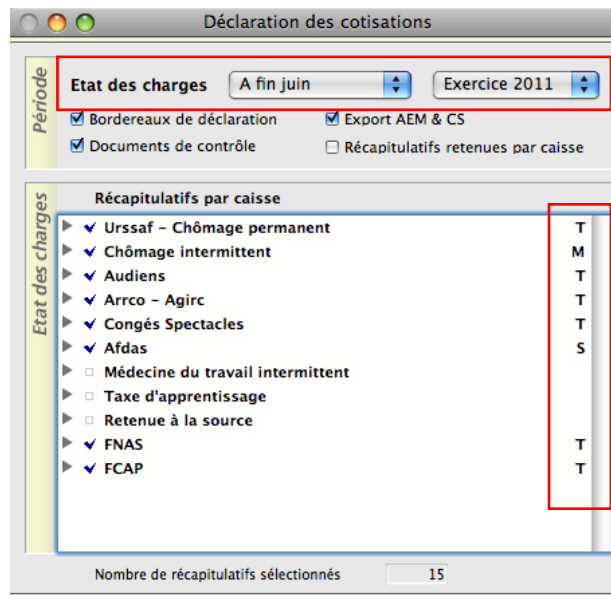 Déclaration des cotisations
Période
Etat des charges A fin juin Exercice 2011
Bordereaux de déclaration Export AEM & CS
Documents de contrôle Récapitulatifs retenues par caisse
Etat des charges
Récapitulatifs par caisse
Urssaf - Chômage permanent T
Chômage intermittent M
Audiens T
Arrco - Agirc T
Congés Spectacles T
Afdas S
Médecine du travail intermittent
Taxe d'apprentissage
Retenue à la source
FNAS T
FCAP T
Nombre de récapitulatifs sélectionnés 15